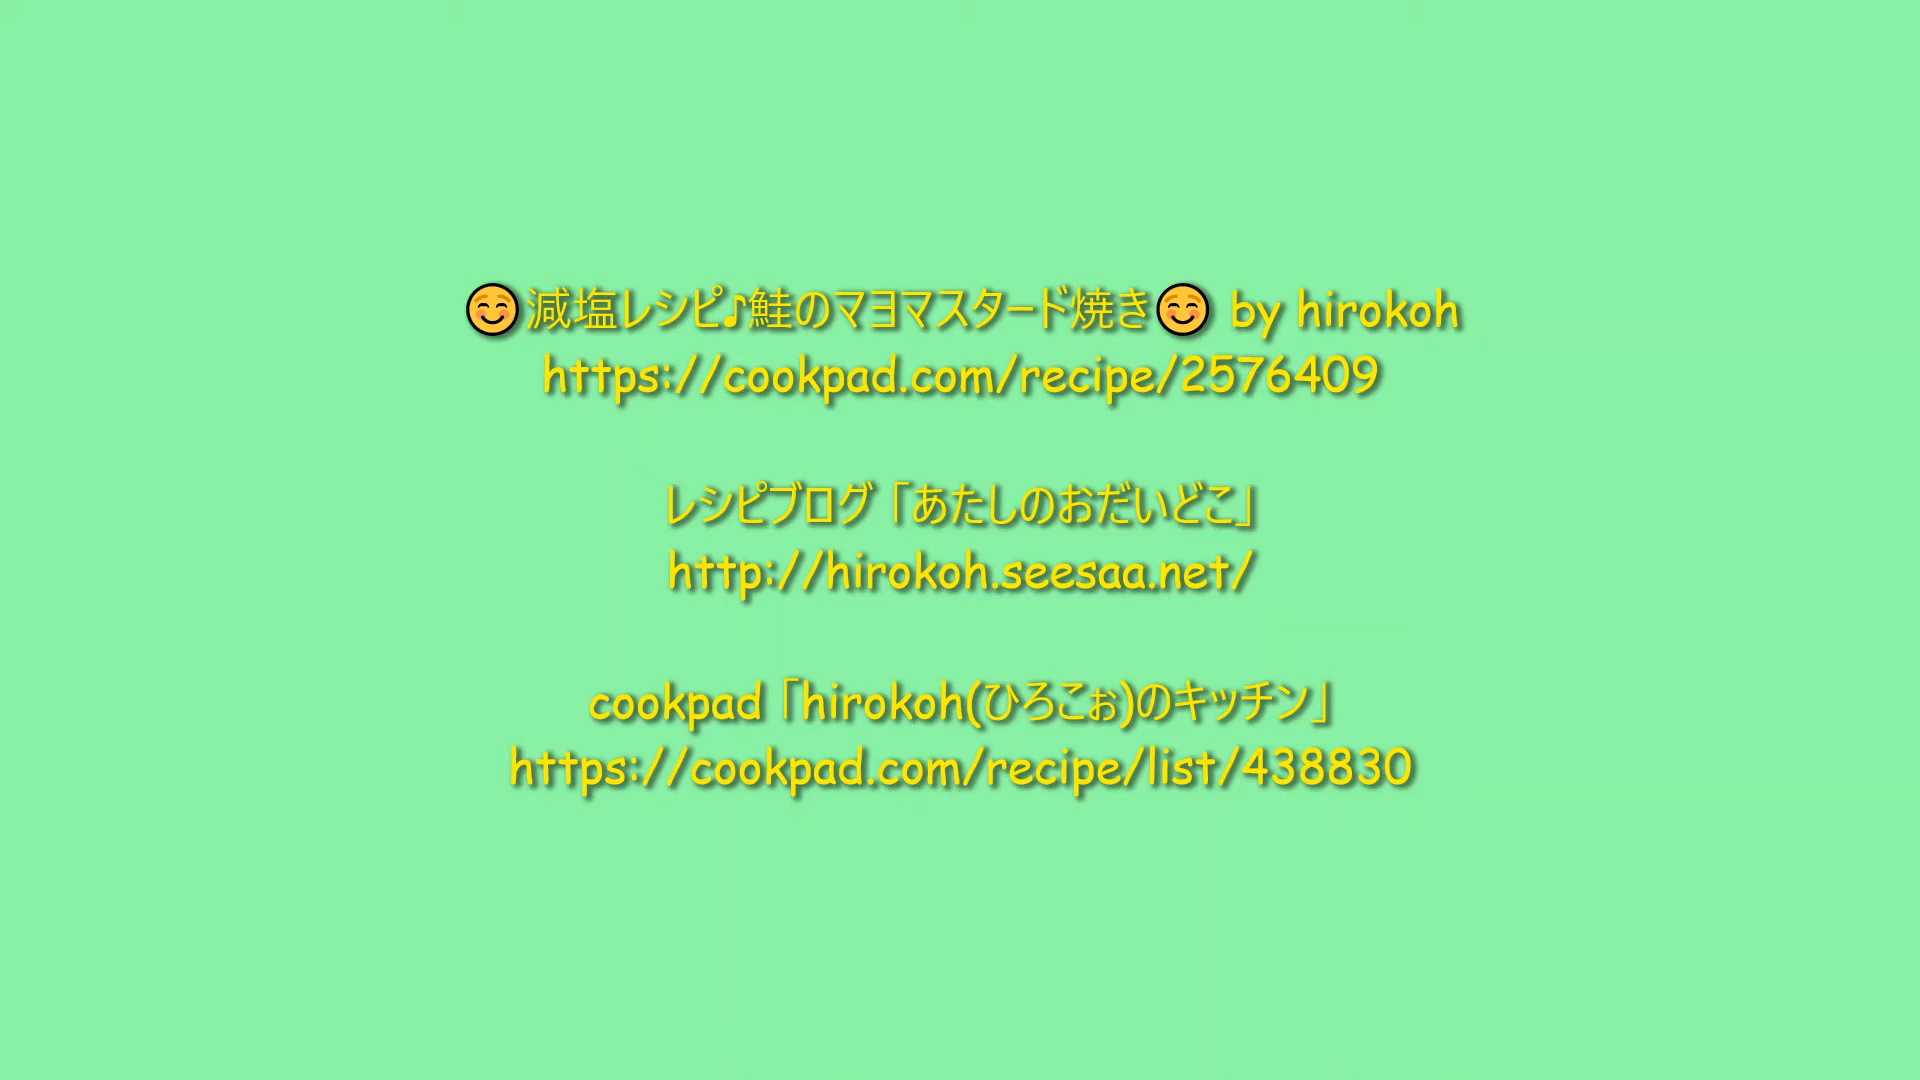 😊減塩レシピ♪鮭のマヨマスタード焼き😊 by hirokoh
https://cookpad.com/recipe/2576409
レシピブログ「あたしのおだいどこ」
http://hirokoh.seesaa.net/
cookpad「hirokoh(ひろこぉ)のキッチン」
https://cookpad.com/recipe/list/438830